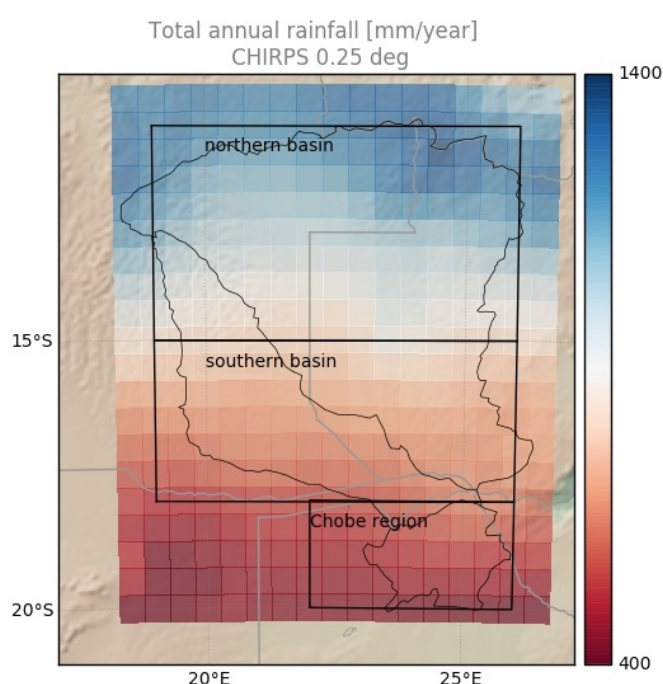 Total annual rainfall [mm/year]
CHIRPS 0.25 deg
1400
northern basin
15°S
southern basin
Chobe region
20°S
400
20°E
25°E